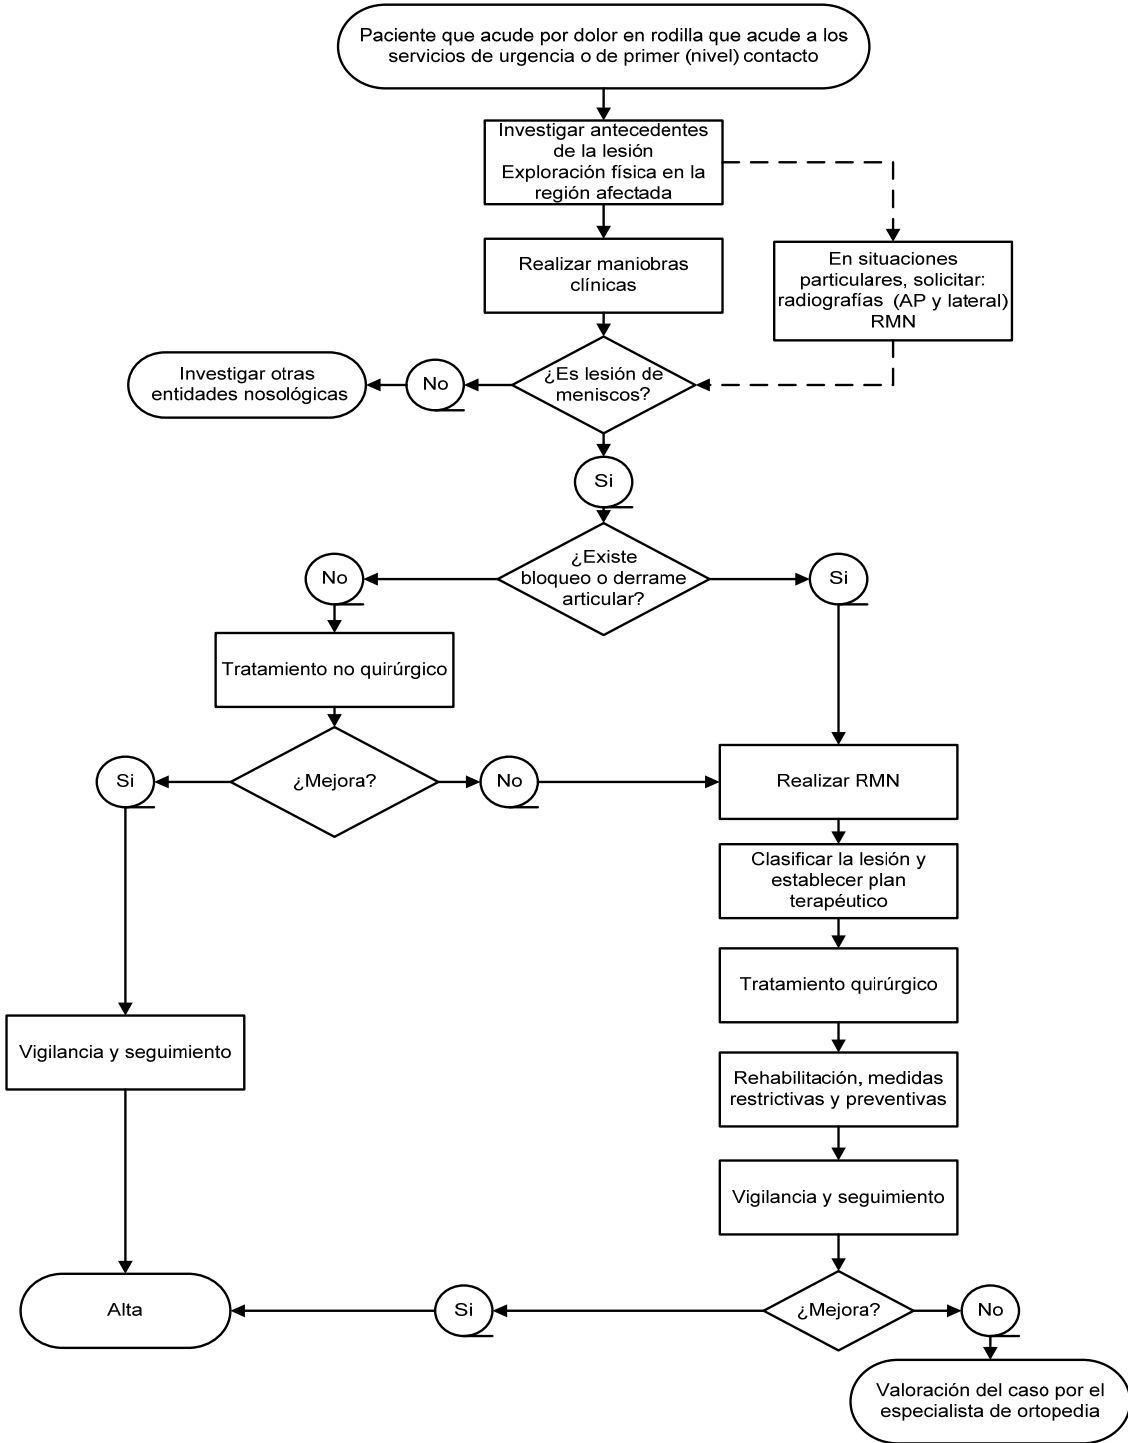 Paciente que acude por dolor en rodilla que acude a los
servicios de urgencia o de primer (nivel) contacto
Investigar antecedentes
de la lesión
Exploración física en la
región afectada
Realizar maniobras
clínicas
En situaciones
particulares, solicitar:
radiografías (AP y lateral)
RMN
¿Es lesión de
meniscos?
No
Investigar otras
entidades nosológicas
Si
¿Existe
bloqueo o derrame
articular?
No
Si
Tratamiento no quirúrgico
¿Mejora?
Si
No
Realizar RMN
Clasificar la lesión y
establecer plan
terapéutico
Tratamiento quirúrgico
Vigilancia y seguimiento
Rehabilitación, medidas
restrictivas y preventivas
Vigilancia y seguimiento
¿Mejora?
Si
No
Alta
Valoración del caso por el
especialista de ortopedia